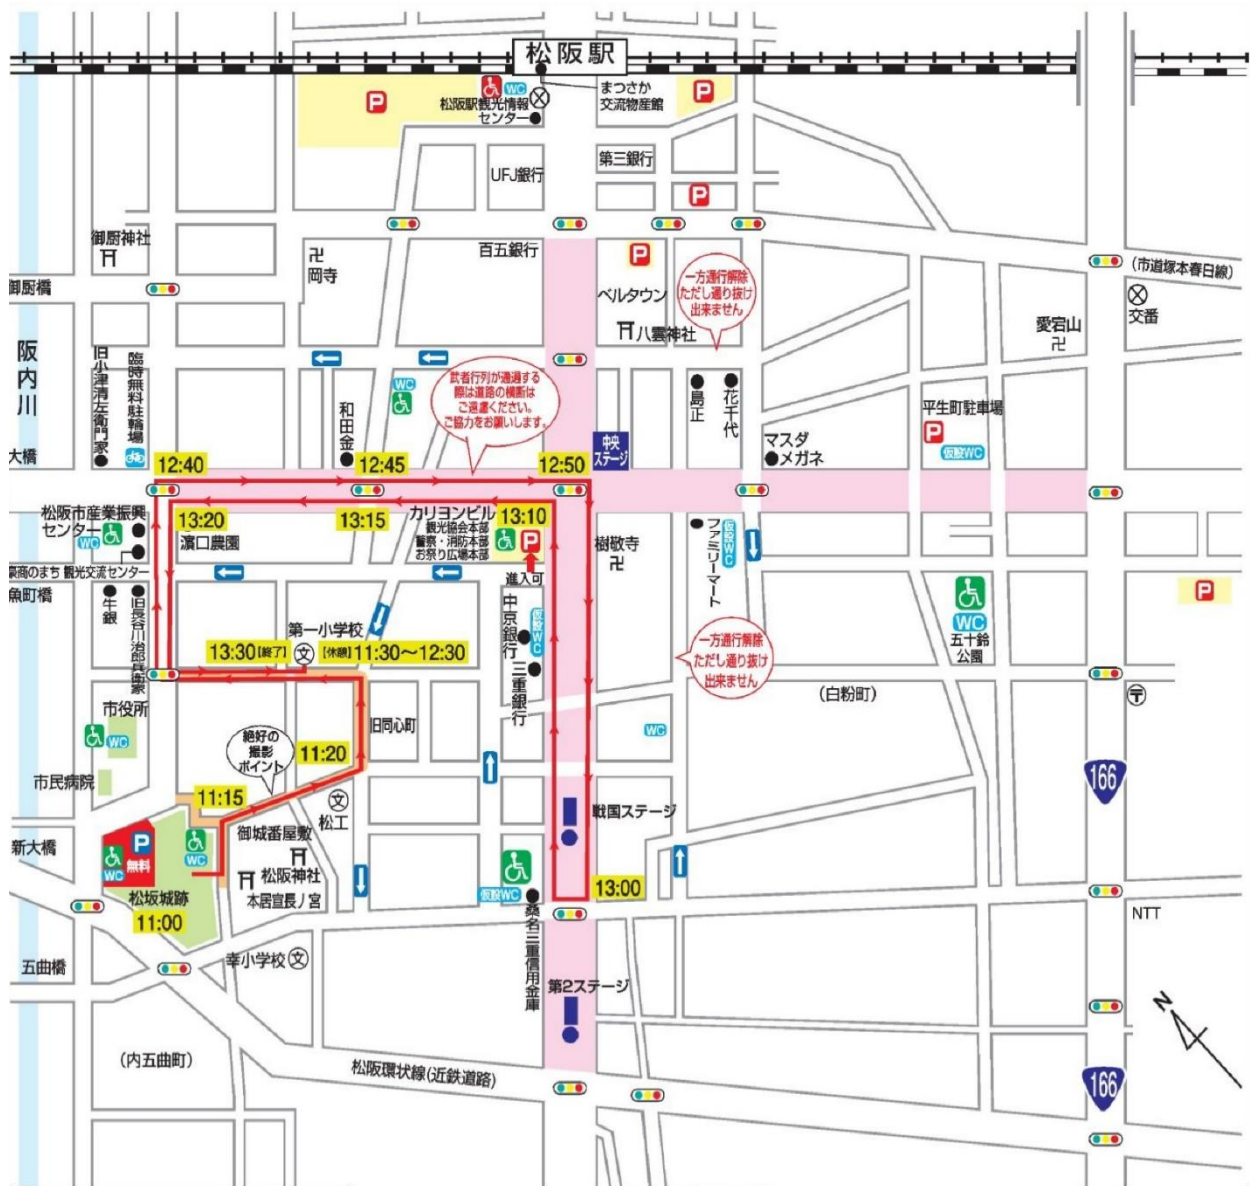 松阪駅
P
WC
松阪駅観光情報
センター
まつさか
交流物産館
P
UFJ銀行
第三銀行
P
御厨神社
卍
岡寺
百五銀行
P
ベルタウン
八雲神社
一方通行解除
ただし通り抜け
出来ません
(市道塚本春日線)
交番
愛宕山
卍
御厨橋
阪内川
旧小津清左衛門家
臨時無料駐輪場
和田金
WC
武者行列が通過する
際は道路の横断は
ご遠慮ください。
ご協力をお願いします。
島正
花千代
中央
ステージ
マスダ
メガネ
平生町駐車場
P
仮設WC
大橋
12:40
12:45
12:50
13:20
13:15
13:10
松阪市産業振興
センター
WC
濱口農園
カリヨンビル
観光協会本部
警察・消防本部
お祭り広場本部
P
進入可
樹敬寺
卍
ファミリーマート
仮設WC
豪商のまち 観光交流センター
魚町橋
牛銀
旧長谷川治郎兵衛家
第一小学校
文
13:30[終了]
[休憩]11:30～12:30
中京銀行
仮設WC
三重銀行
一方通行解除
ただし通り抜け
出来ません
WC
五十鈴
公園
P
(白粉町)
〒
市役所
WC
市民病院
旧同心町
絶好の
撮影
ポイント
11:20
11:15
WC
166
文
松工
戦国ステージ
新大橋
P
無料
WC
WC
御城番屋敷
松阪神社
本居宣長ノ宮
松坂城跡
11:00
仮設WC
桑名三重信用金庫
13:00
NTT
五曲橋
幸小学校
文
第2ステージ
N
(内五曲町)
松阪環状線(近鉄道路)
166